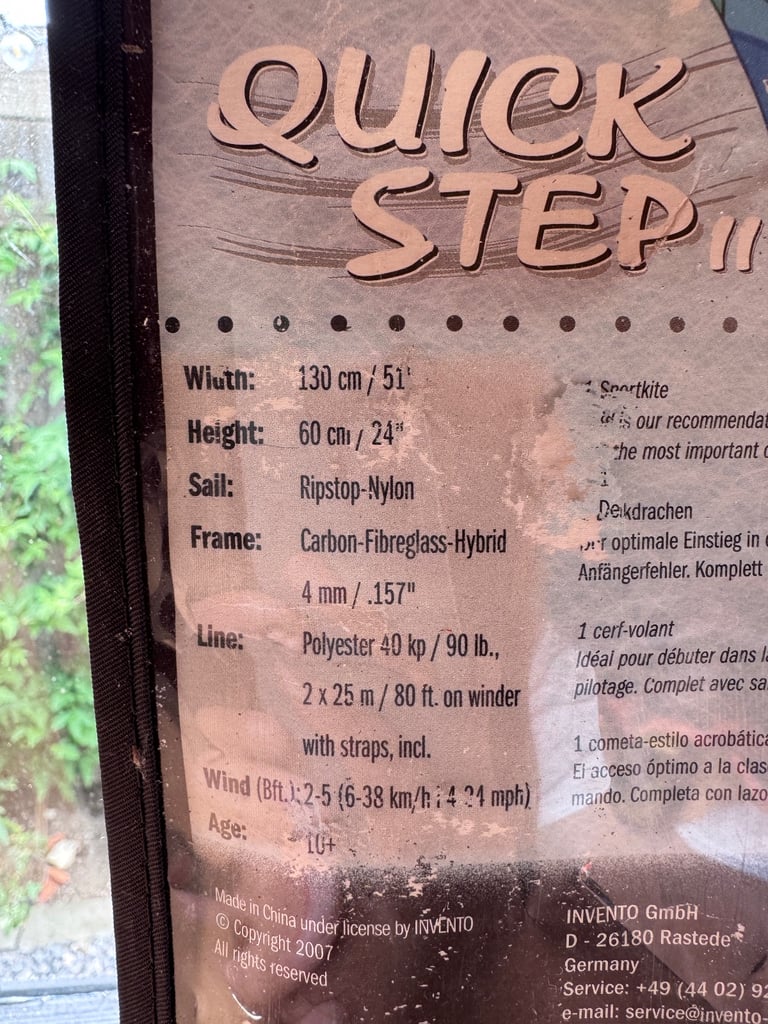 QUICK
STEP II
Width: 130 cm / 51"
Height: 60 cm / 24"
Sail: Ripstop-Nylon
Frame: Carbon-Fibreglass-Hybrid
4 mm / .157"
Line: Polyester 40 kp / 90 lb.,
2 x 25 m / 80 ft. on winder
with straps, incl.
Wind (Bft.): 2-5 (6-38 km/h ; 4-24 mph)
Age: 10+
1 Sportkite
is our recommendat
the most important
1
optimale Einstieg in
Anfängerfehler. Komplett
1 cerf-volant
Idéal pour débuter dans
pilotage. Complet avec
1 cometa-estilo acrobátic
El acceso óptimo a la
mando. Completa con lazo
Made in China under license by INVENTO
© Copyright 2007
All rights reserved
INVENTO GmbH
D - 26180 Rastede
Germany
Service: +49 (44 02) 92
e-mail: service@invento-